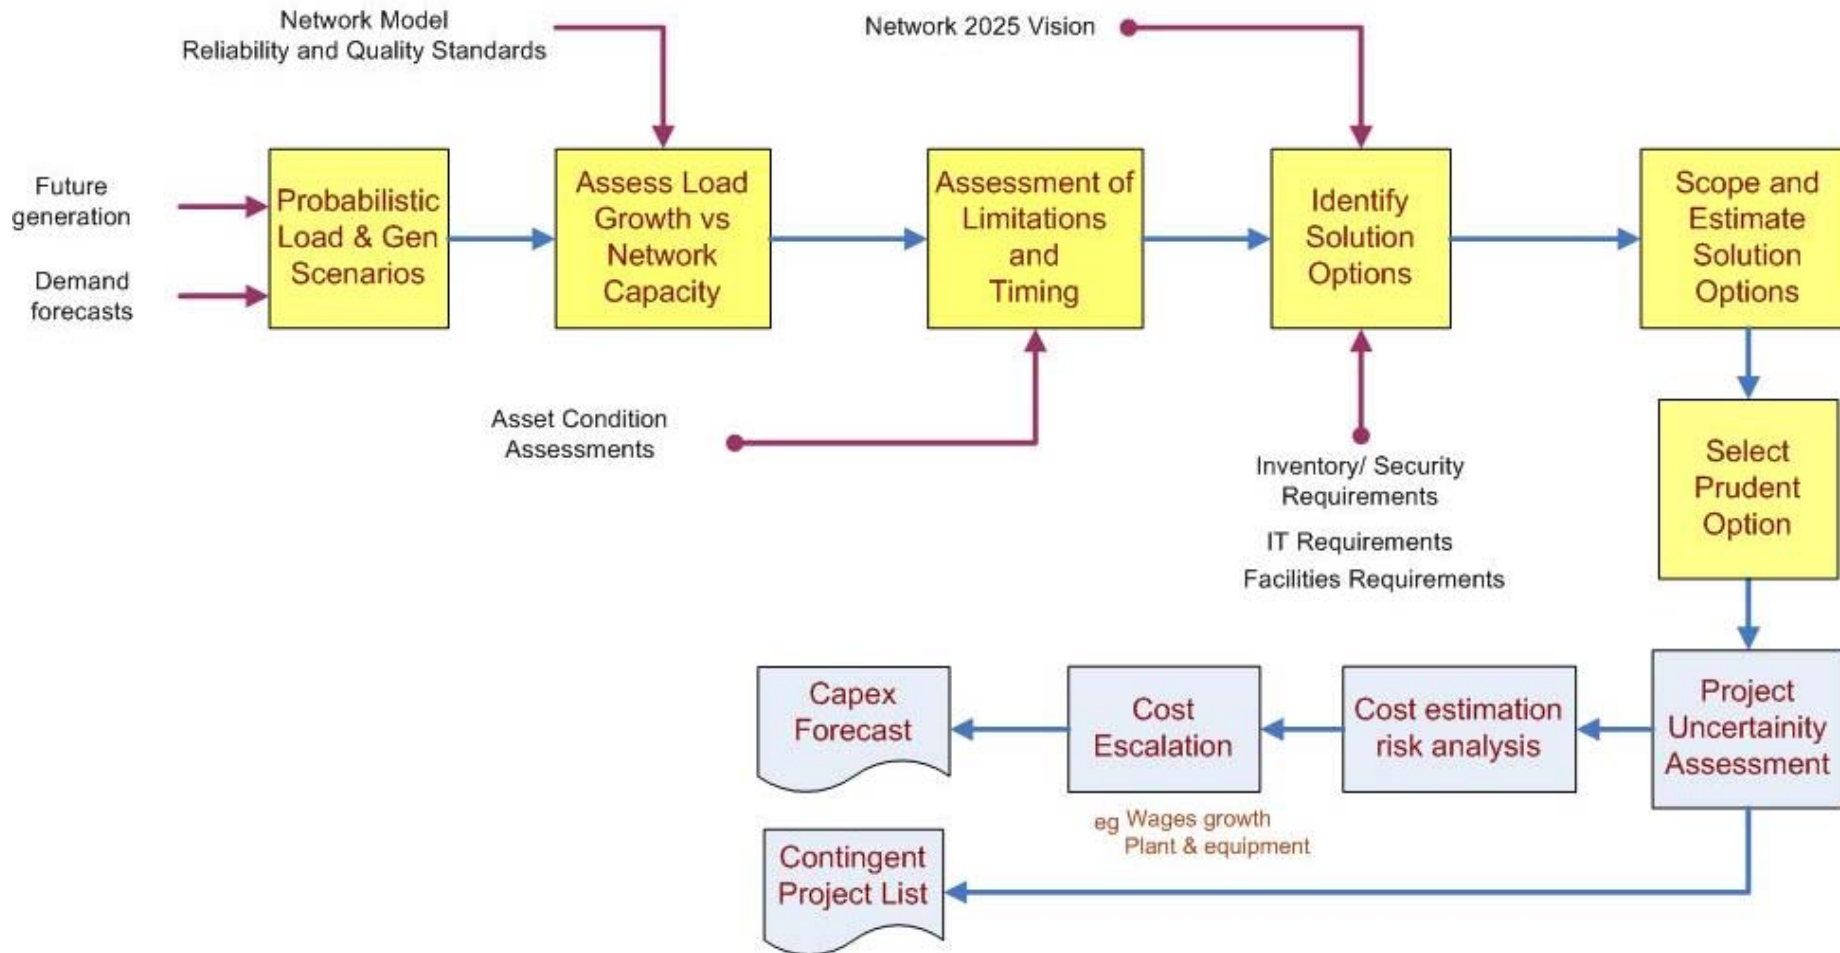 Network Model
Reliability and Quality Standards
Network 2025 Vision
Future
generation
Demand
forecasts
Probabilistic
Load & Gen
Scenarios
Assess Load
Growth vs
Network
Capacity
Assessment of
Limitations
and
Timing
Identify
Solution
Options
Scope and
Estimate
Solution
Options
Asset Condition
Assessments
Inventory/ Security
Requirements
IT Requirements
Facilities Requirements
Select
Prudent
Option
Project
Uncertainity
Assessment
Cost estimation
risk analysis
Cost
Escalation
eg Wages growth
Plant & equipment
Capex
Forecast
Contingent
Project List